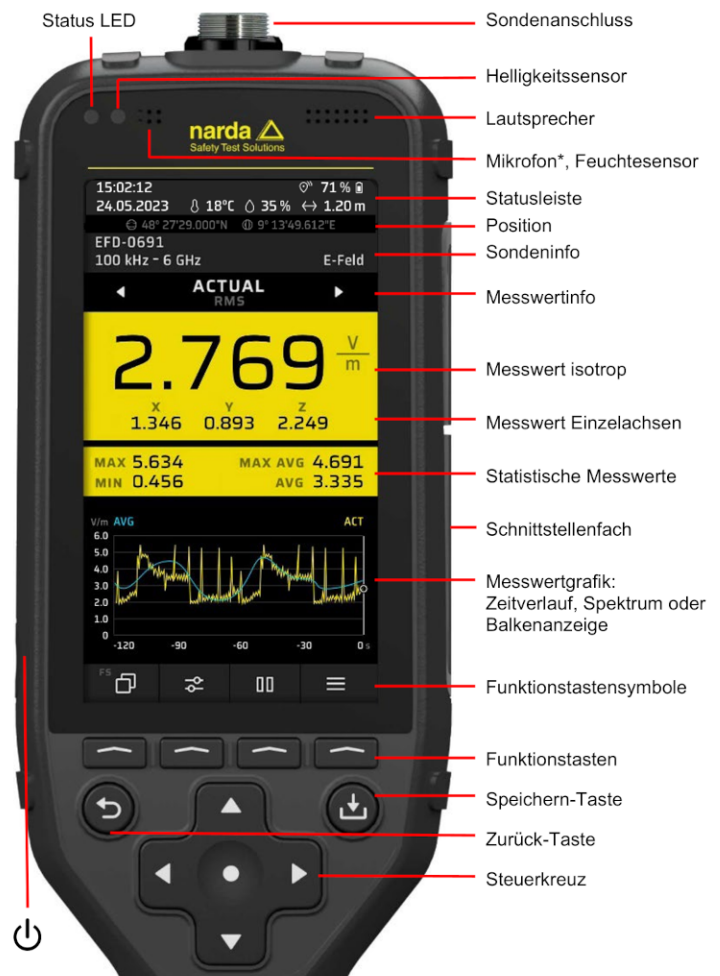 Status LED
Sondenanschluss
Helligkeitssensor
Lautsprecher
Mikrofon*, Feuchtesensor
narda
Safety Test Solutions
15:02:12 71 %
24.05.2023 18°C 35 % 1.20 m
Statusleiste
48° 27'29.000"N 9° 13'49.612"E
Position
EFD-0691
100 kHz - 6 GHz E-Feld
Sondeninfo
ACTUAL
RMS
Messwertinfo
2.769 V/m
Messwert isotrop
X Y Z
1.346 0.893 2.249
Messwert Einzelachsen
MAX 5.634 MAX AVG 4.691
MIN 0.456 AVG 3.335
Statistische Messwerte
Schnittstellenfach
V/m AVG ACT
6.0
5.0
4.0
3.0
2.0
1.0
0
-120 -90 -60 -30 0 s
Messwertgrafik:
Zeitverlauf, Spektrum oder
Balkenanzeige
FS
Funktionstastensymbole
Funktionstasten
Speichern-Taste
Zurück-Taste
Steuerkreuz